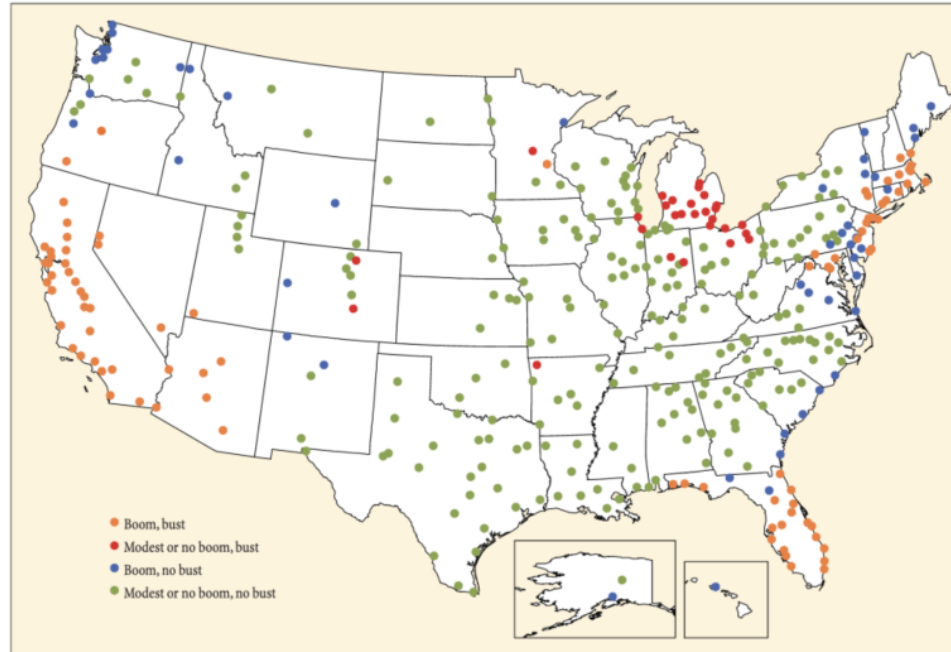 Boom, bust
Modest or no boom, bust
Boom, no bust
Modest or no boom, no bust